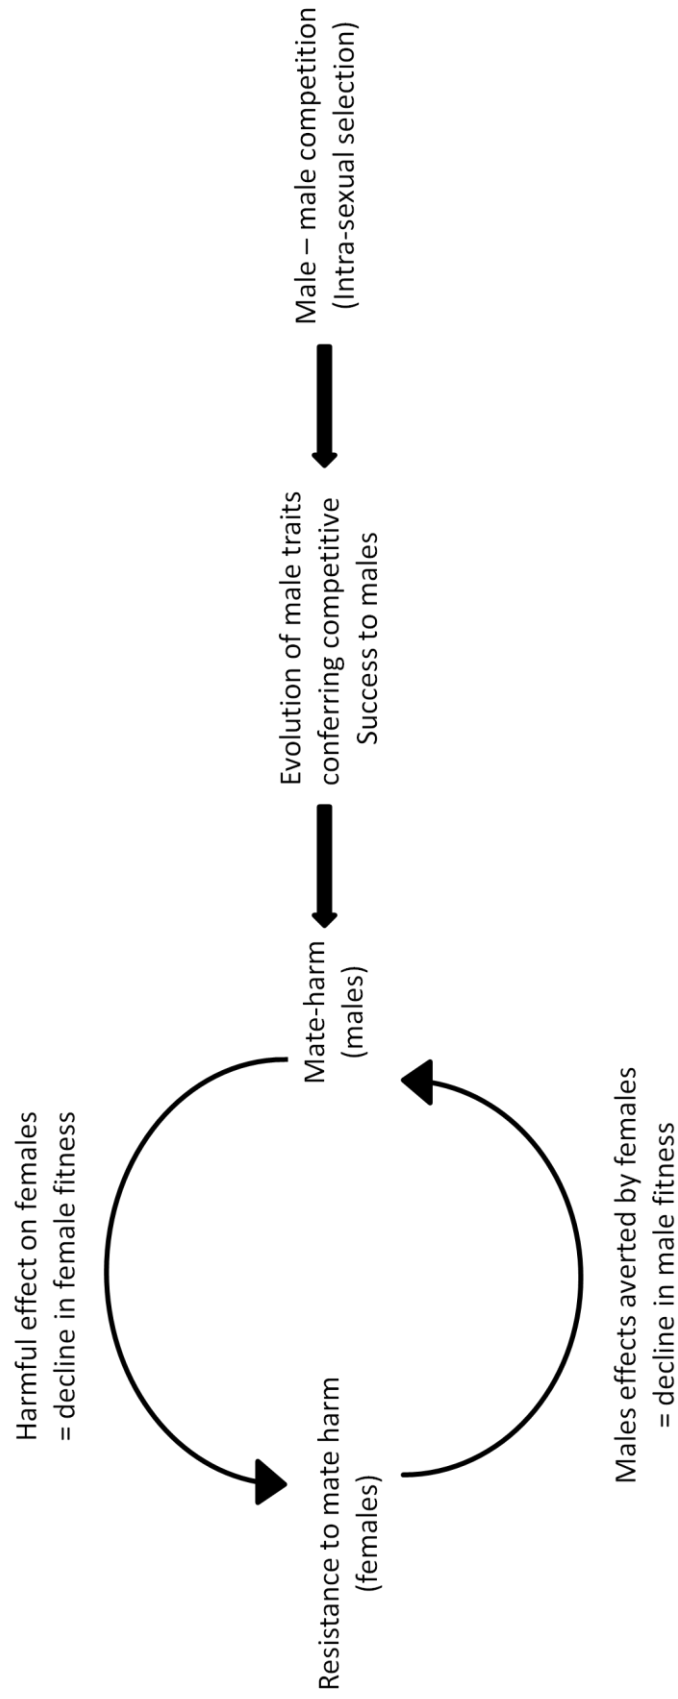 Harmful effect on females
= decline in female fitness
Resistance to mate harm
(females)
Mate-harm
(males)
Evolution of male traits
conferring competitive
Success to males
Male – male competition
(Intra-sexual selection)
Males effects averted by females
= decline in male fitness